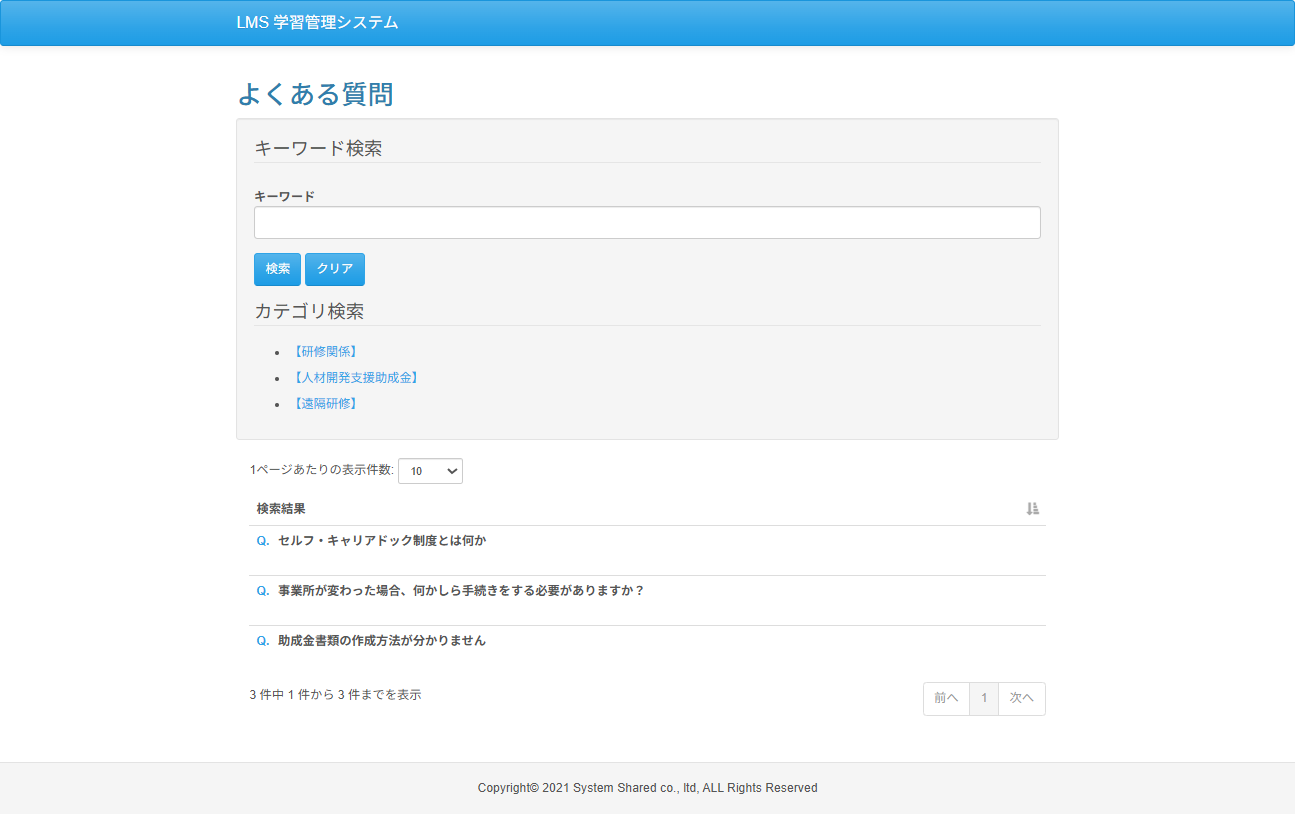 LMS 学習管理システム
よくある質問
キーワード検索
キーワード
検索 クリア
カテゴリ検索
【研修関係】
【人材開発支援助成金】
【遠隔研修】
1ページあたりの表示件数: 10
検索結果
Q. セルフ・キャリアドック制度とは何か
Q. 事業所が変わった場合、何かしら手続きをする必要がありますか？
Q. 助成金書類の作成方法が分かりません
3 件中 1 件から 3 件までを表示
前へ 1 次へ
Copyright© 2021 System Shared co., ltd, ALL Rights Reserved